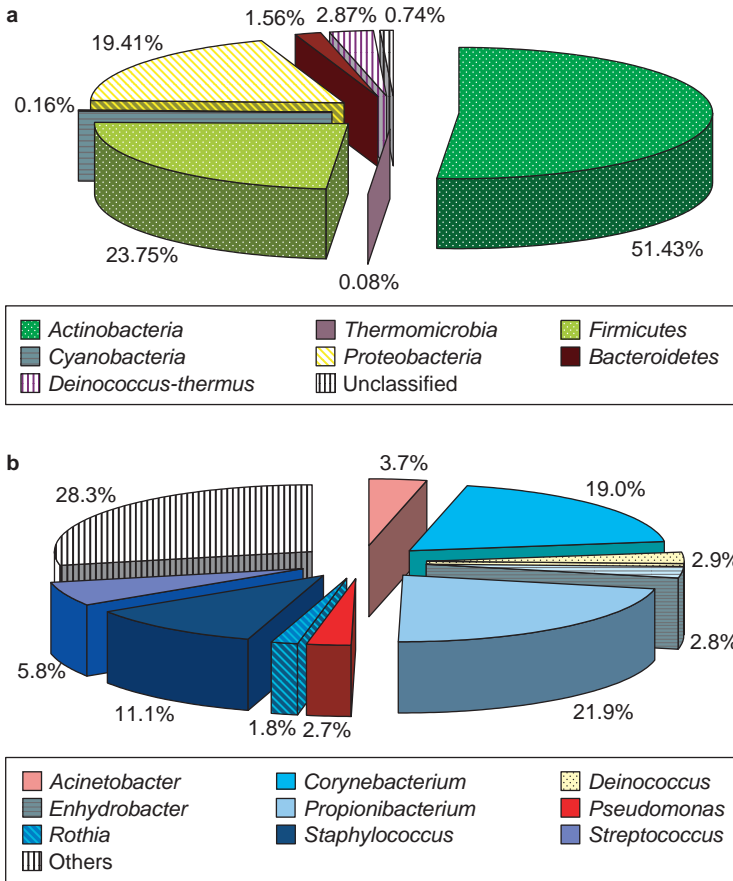 a
1.56%
2.87%
0.74%
19.41%
0.16%
23.75%
0.08%
51.43%
Actinobacteria Thermomicrobia Firmicutes
Cyanobacteria Proteobacteria Bacteroidetes
Deinococcus-thermus Unclassified
b
3.7%
28.3%
19.0%
2.9%
2.8%
5.8%
11.1%
1.8%
2.7%
21.9%
Acinetobacter Corynebacterium Deinococcus
Enhydrobacter Propionibacterium Pseudomonas
Rothia Staphylococcus Streptococcus
Others